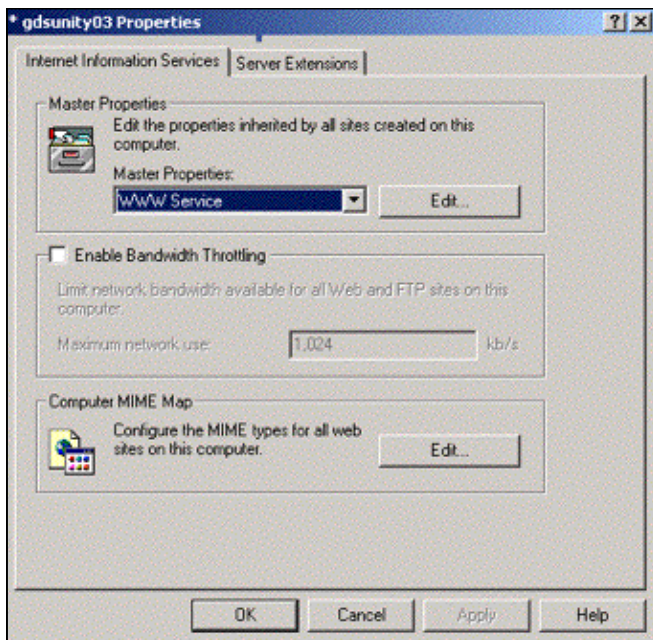 * gdsunity03 Properties
Internet Information Services
Server Extensions
Master Properties
Edit the properties inherited by all sites created on this
computer.
Master Properties:
WWW Service
Edit...
Enable Bandwidth Throttling
Limit network bandwidth available for all Web and FTP sites on this
computer.
Maximum network use:
1,024
kb/s
Computer MIME Map
Configure the MIME types for all web
sites on this computer.
Edit...
OK
Cancel
Apply
Help